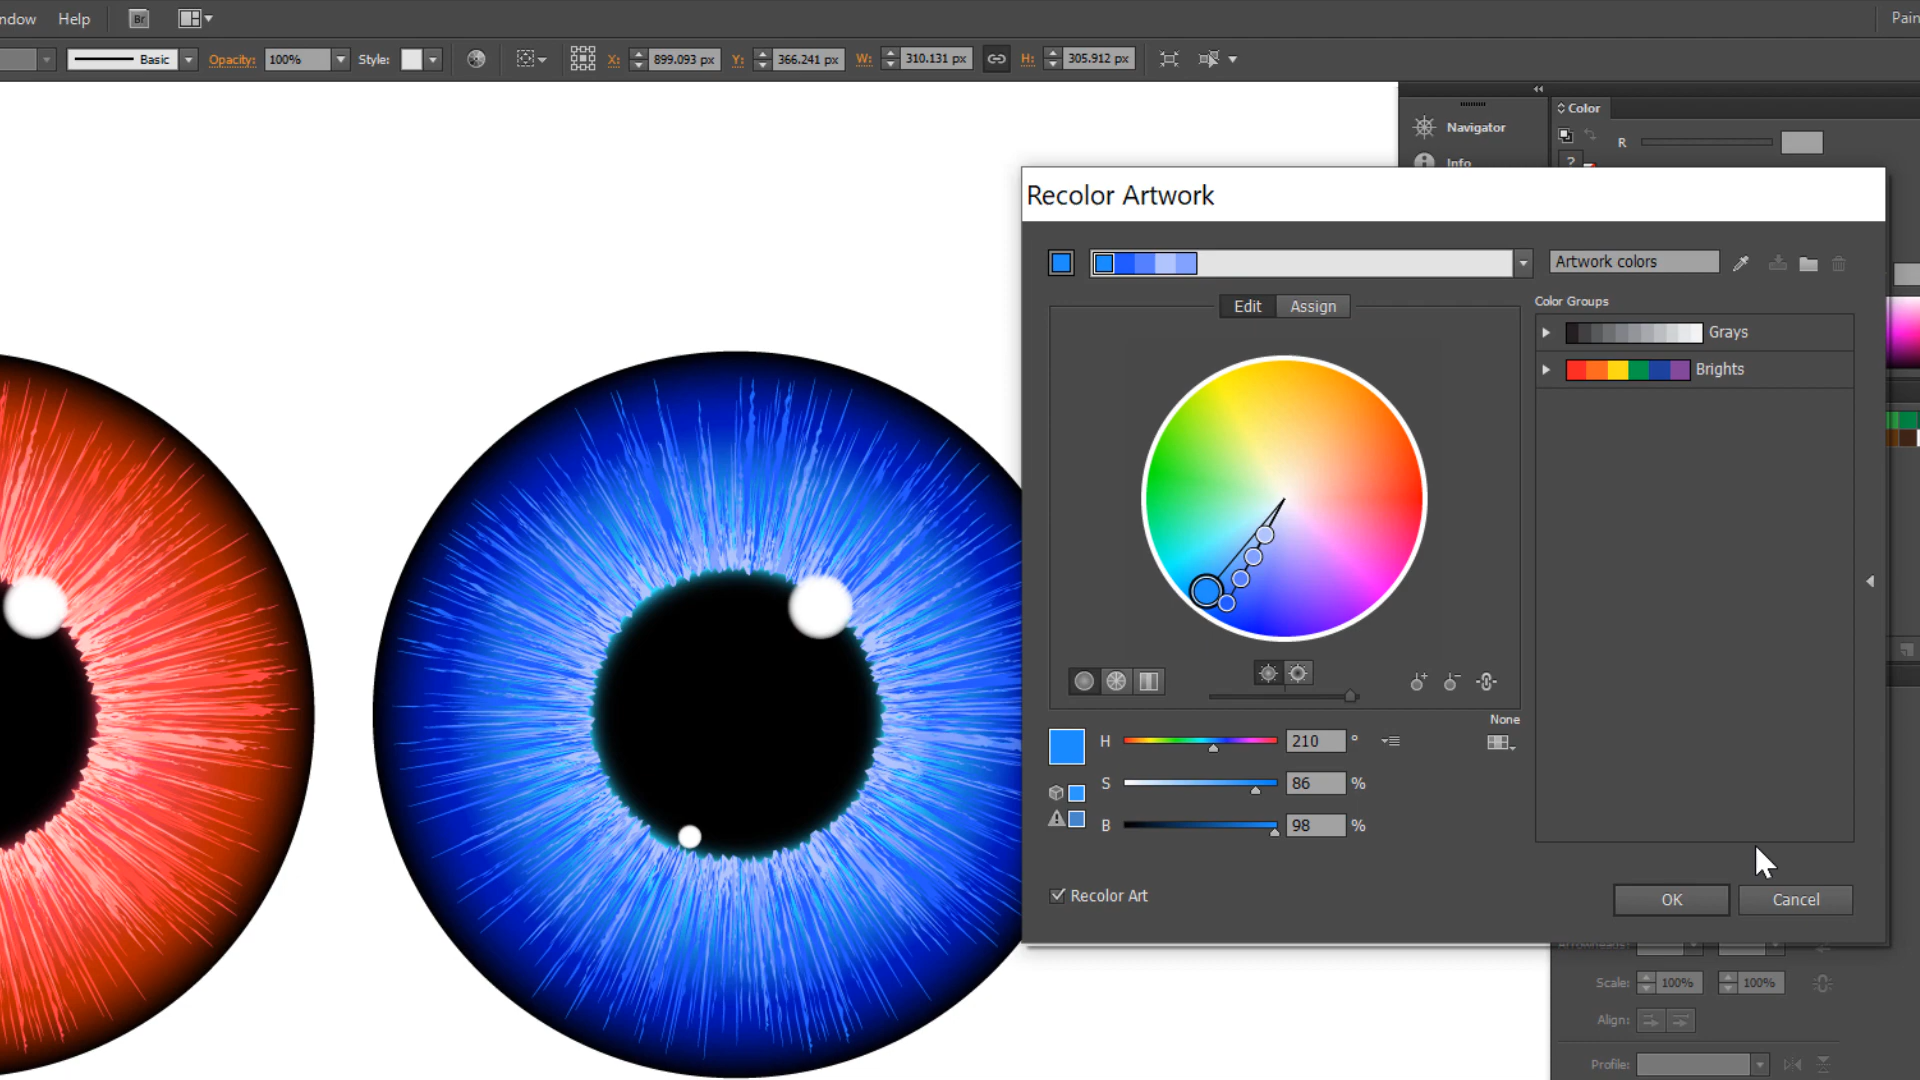 ndow Help Br Pain
Basic Opacity: 100% Style: X: 899.093 px Y: 366.241 px W: 310.131 px H: 305.912 px
Color
Navigator
R
Info
?
Recolor Artwork
Artwork colors
Edit Assign
Color Groups
Grays
Brights
None
H 210 °
S 86 %
B 98 %
Recolor Art
OK Cancel
Arrowheads:
Scale: 100% 100%
Align:
Profile: